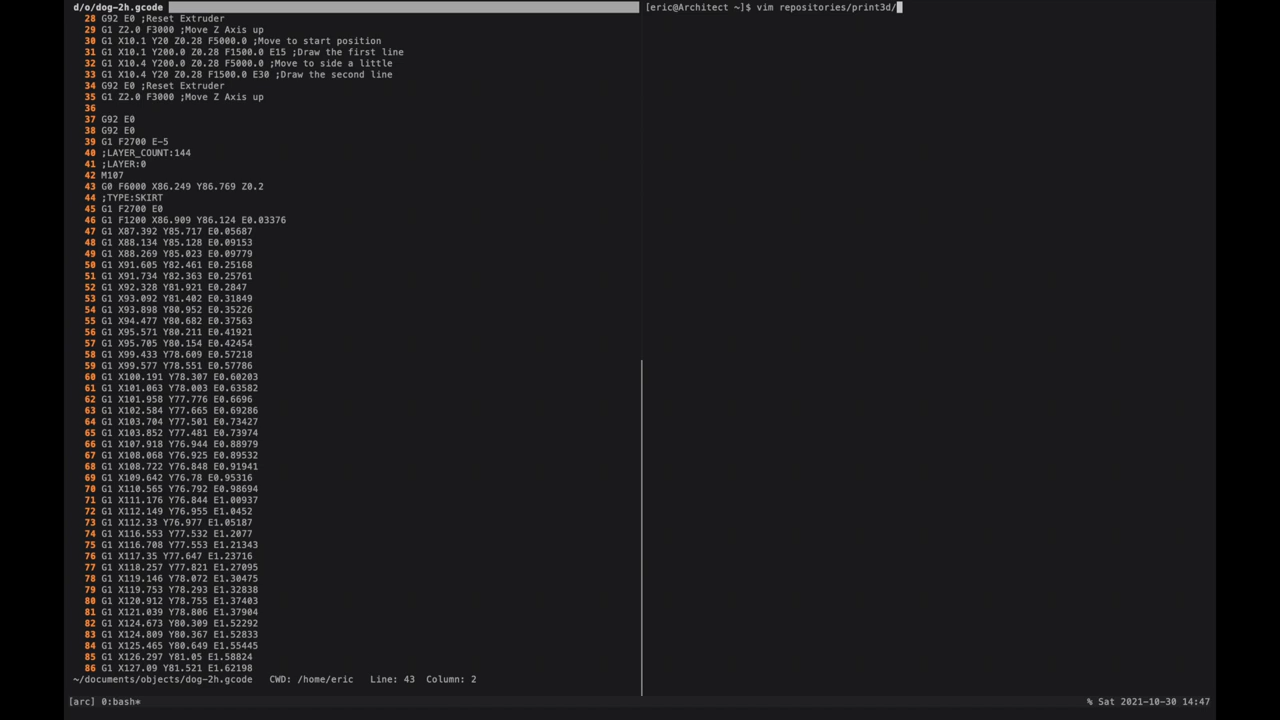 d/o/dog-2h.gcode
28 G92 E0 ;Reset Extruder
29 G1 Z2.0 F3000 ;Move Z Axis up
30 G1 X10.1 Y20 Z0.28 F5000.0 ;Move to start position
31 G1 X10.1 Y200.0 Z0.28 F1500.0 E15 ;Draw the first line
32 G1 X10.4 Y200.0 Z0.28 F5000.0 ;Move to side a little
33 G1 X10.4 Y20 Z0.28 F1500.0 E30 ;Draw the second line
34 G92 E0 ;Reset Extruder
35 G1 Z2.0 F3000 ;Move Z Axis up
36
37 G92 E0
38 G92 E0
39 G1 F2700 E-5
40 ;LAYER_COUNT:144
41 ;LAYER:0
42 M107
43 G0 F6000 X86.249 Y86.769 Z0.2
44 ;TYPE:SKIRT
45 G1 F2700 E0
46 G1 F1200 X86.909 Y86.124 E0.03376
47 G1 X87.392 Y85.717 E0.05687
48 G1 X88.134 Y85.128 E0.09153
49 G1 X88.269 Y85.023 E0.09779
50 G1 X91.605 Y82.461 E0.25168
51 G1 X91.734 Y82.363 E0.25761
52 G1 X92.328 Y81.921 E0.2847
53 G1 X93.092 Y81.402 E0.31849
54 G1 X93.898 Y80.952 E0.35226
55 G1 X94.477 Y80.682 E0.37563
56 G1 X95.571 Y80.211 E0.41921
57 G1 X95.705 Y80.154 E0.42454
58 G1 X99.433 Y78.609 E0.57218
59 G1 X99.577 Y78.551 E0.57786
60 G1 X100.191 Y78.307 E0.60203
61 G1 X101.063 Y78.003 E0.63582
62 G1 X101.958 Y77.776 E0.6696
63 G1 X102.584 Y77.665 E0.69286
64 G1 X103.704 Y77.501 E0.73427
65 G1 X103.852 Y77.481 E0.73974
66 G1 X107.918 Y76.944 E0.88979
67 G1 X108.068 Y76.925 E0.89532
68 G1 X108.722 Y76.848 E0.91941
69 G1 X109.642 Y76.78 E0.95316
70 G1 X110.565 Y76.792 E0.98694
71 G1 X111.176 Y76.844 E1.00937
72 G1 X112.149 Y76.955 E1.0452
73 G1 X112.33 Y76.977 E1.05187
74 G1 X116.553 Y77.532 E1.2077
75 G1 X116.708 Y77.553 E1.21343
76 G1 X117.35 Y77.647 E1.23716
77 G1 X118.257 Y77.821 E1.27095
78 G1 X119.146 Y78.072 E1.30475
79 G1 X119.753 Y78.293 E1.32838
80 G1 X120.912 Y78.755 E1.37403
81 G1 X121.039 Y78.806 E1.37904
82 G1 X124.673 Y80.309 E1.52292
83 G1 X124.809 Y80.367 E1.52833
84 G1 X125.465 Y80.649 E1.55445
85 G1 X126.297 Y81.05 E1.58824
86 G1 X127.09 Y81.521 E1.62198
~/documents/objects/dog-2h.gcode CWD: /home/eric Line: 43 Column: 2
[eric@Architect ~]$ vim repositories/print3d/
[arc] 0:bash* % Sat 2021-10-30 14:47